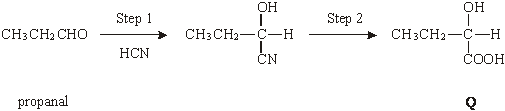 OH
OH
Step 1
Step 2
CH3CH2CHO
CH3CH2–C–H
CH3CH2–C–H
HCN
CN
COOH
propanal
Q